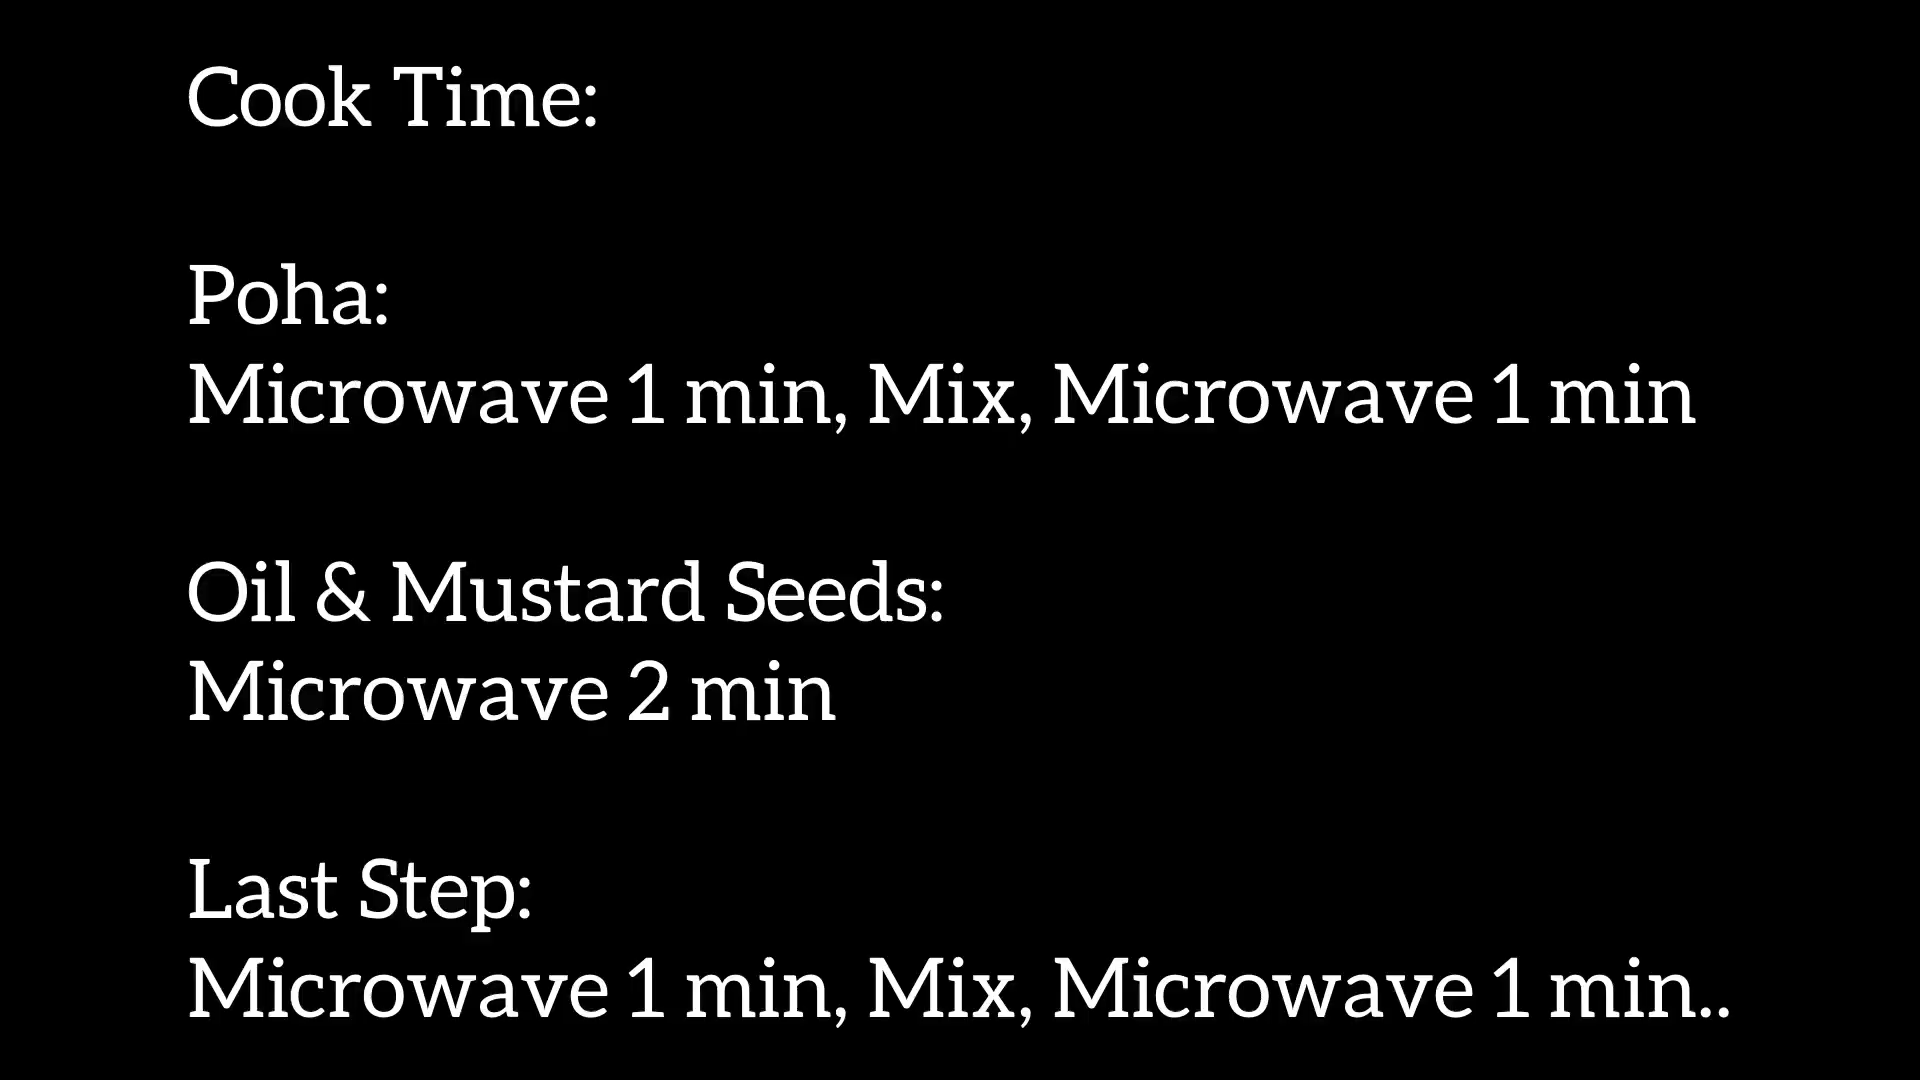 Cook Time:
Poha:
Microwave 1 min, Mix, Microwave 1 min
Oil & Mustard Seeds:
Microwave 2 min
Last Step:
Microwave 1 min, Mix, Microwave 1 min..